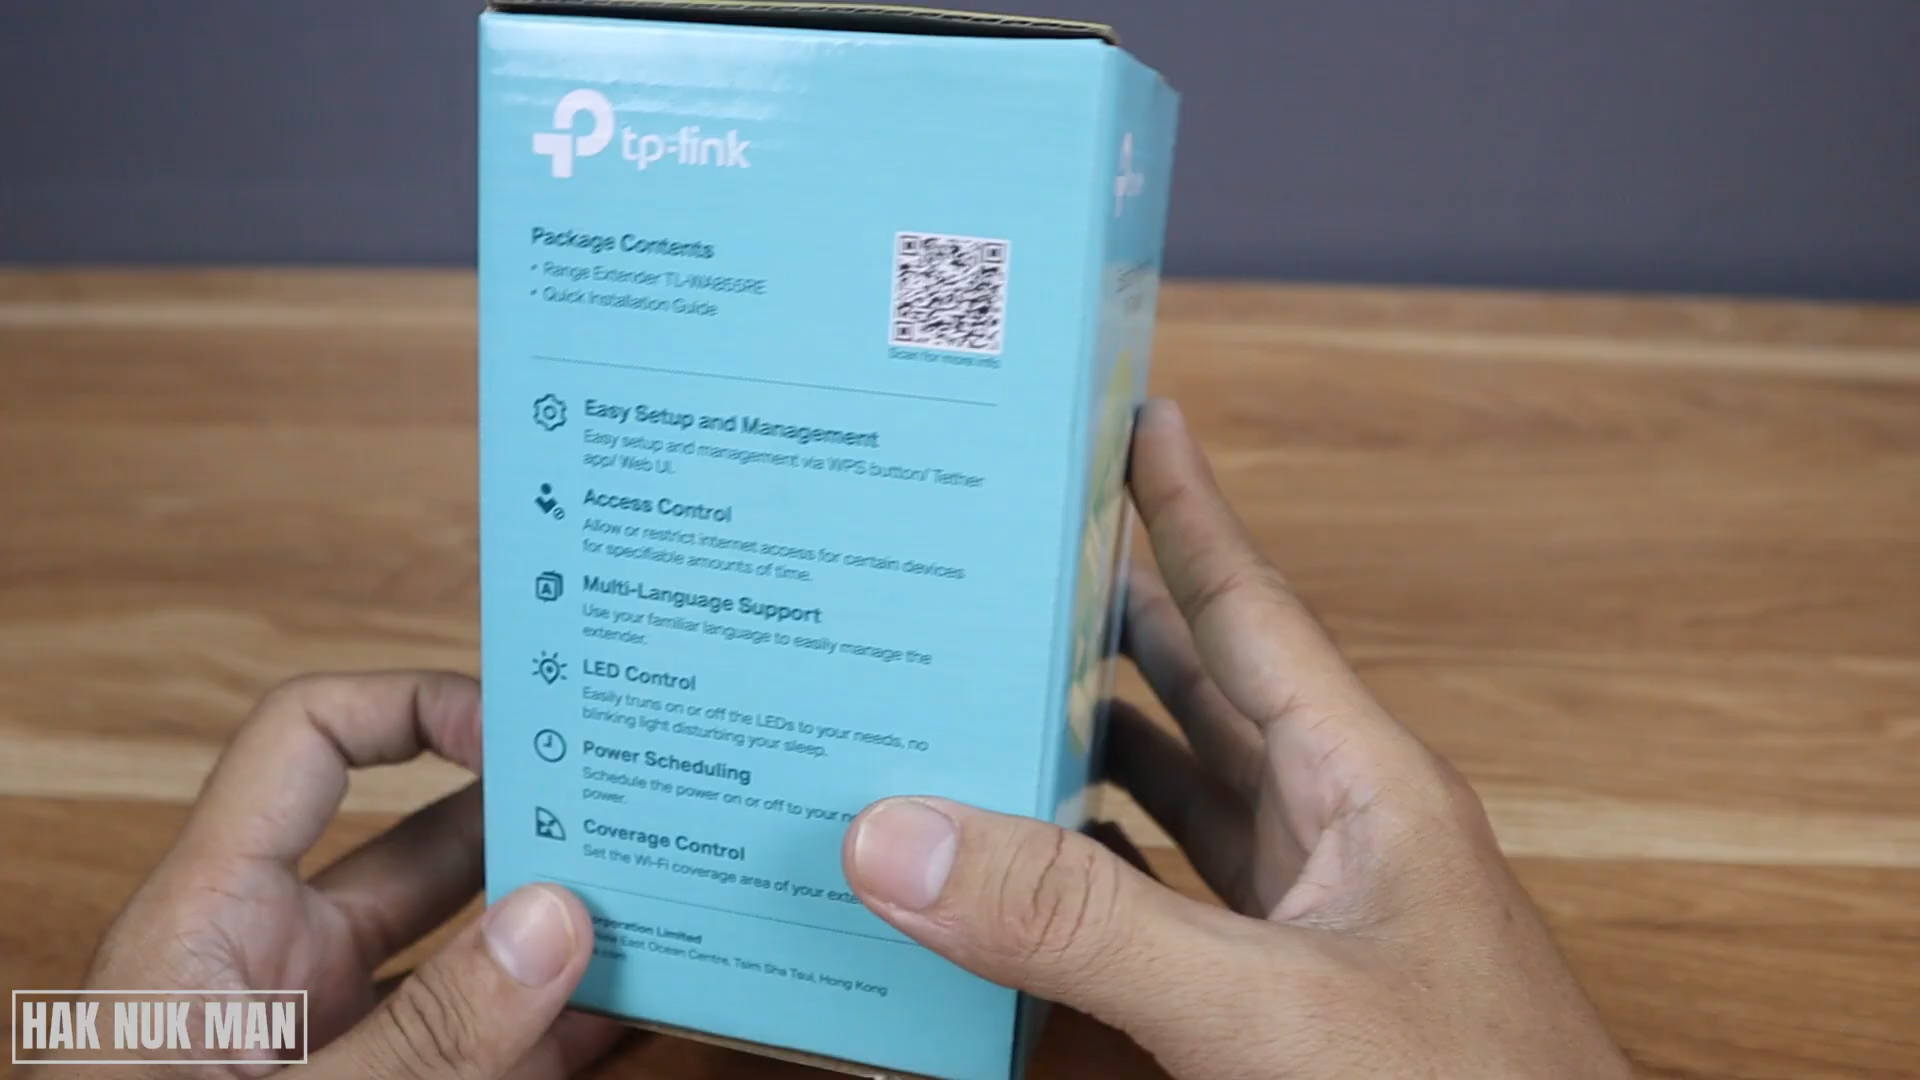 tp-link
Package Contents
• Range Extender TL-WA855RE
• Quick Installation Guide
Scan for more info
Easy Setup and Management
Easy setup and management via WPS button/ Tether
app/ Web UI.
Access Control
Allow or restrict internet access for certain devices
for specifiable amounts of time.
Multi-Language Support
Use your familiar language to easily manage the
extender.
LED Control
Easily truns on or off the LEDs to your needs, no
blinking light disturbing your sleep.
Power Scheduling
Schedule the power on or off to your
power.
Coverage Control
Set the Wi-Fi coverage area of your
Limited
East Ocean Centre, Tsim Sha Tsui, Hong Kong
HAK NUK MAN